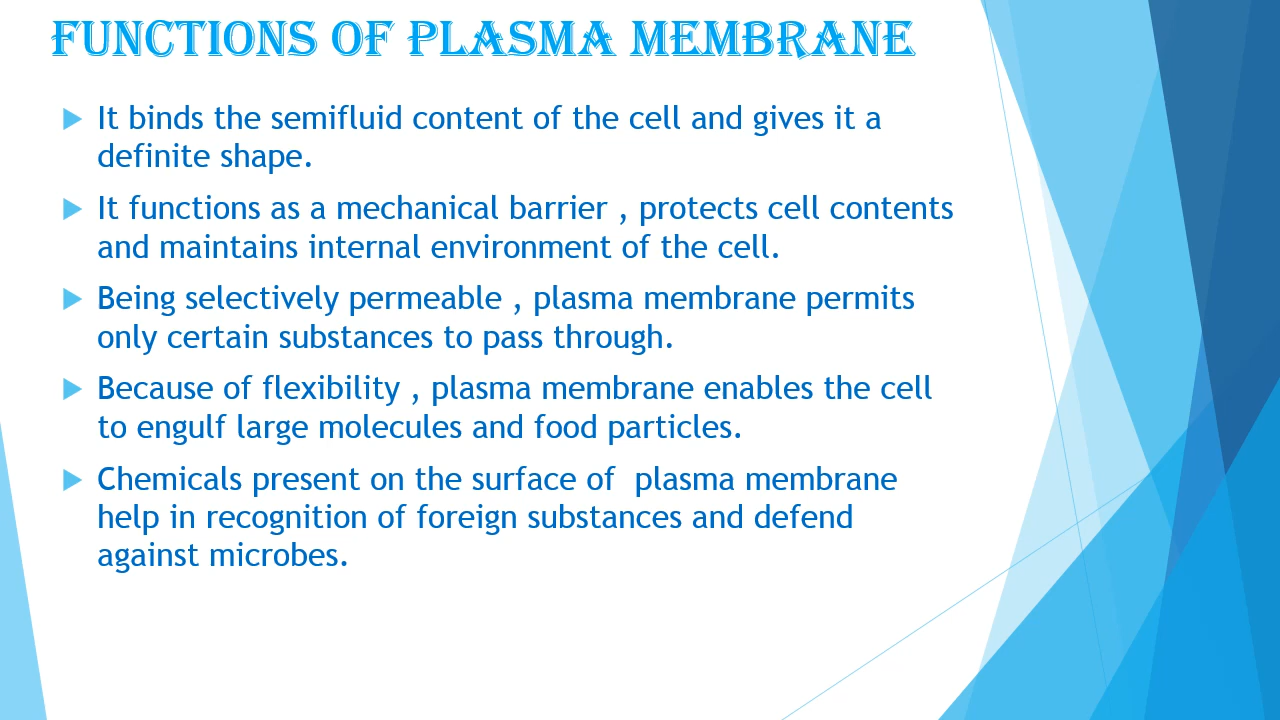 FUNCTIONS OF PLASMA MEMBRANE
It binds the semifluid content of the cell and gives it a
definite shape.
It functions as a mechanical barrier , protects cell contents
and maintains internal environment of the cell.
Being selectively permeable , plasma membrane permits
only certain substances to pass through.
Because of flexibility , plasma membrane enables the cell
to engulf large molecules and food particles.
Chemicals present on the surface of  plasma membrane
help in recognition of foreign substances and defend
against microbes.